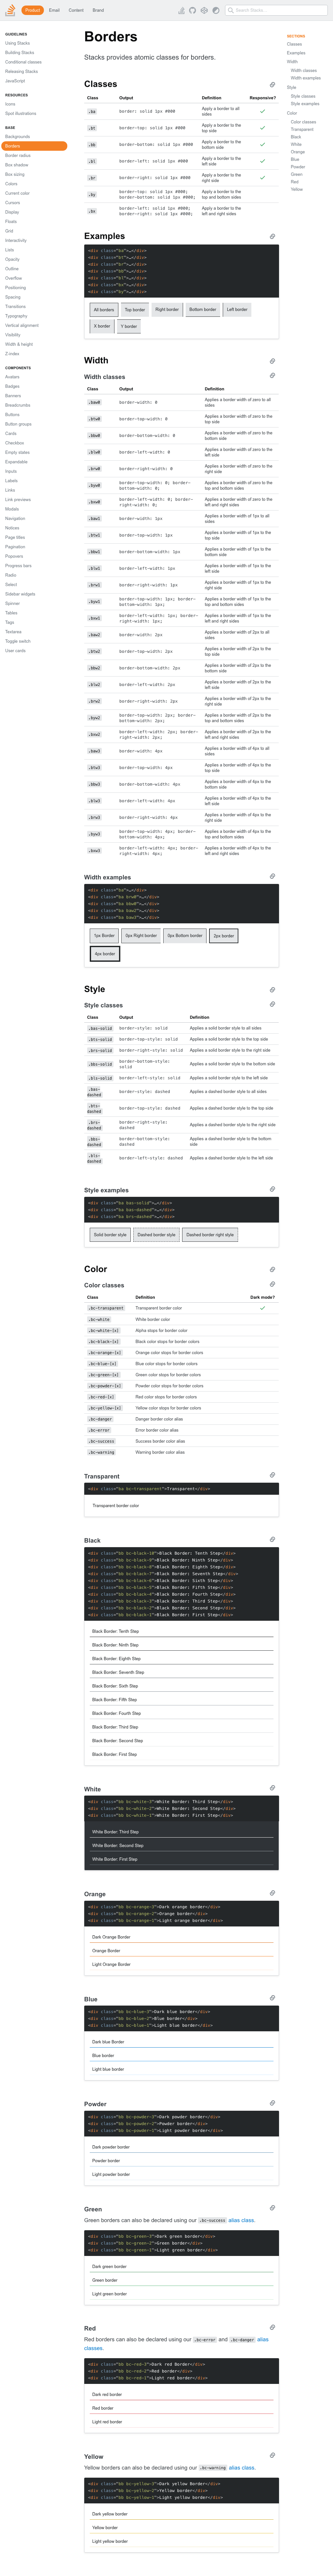 Product Email Content Brand
Search Stacks…
GUIDELINES
Using Stacks
Building Stacks
Conditional classes
Releasing Stacks
JavaScript
RESOURCES
Icons
Spot illustrations
BASE
Backgrounds
Borders
Border radius
Box shadow
Box sizing
Colors
Current color
Cursors
Display
Floats
Grid
Interactivity
Lists
Opacity
Outline
Overflow
Positioning
Spacing
Transitions
Typography
Vertical alignment
Visibility
Width & height
Z-index
COMPONENTS
Avatars
Badges
Banners
Breadcrumbs
Buttons
Button groups
Cards
Checkbox
Empty states
Expandable
Inputs
Labels
Links
Link previews
Modals
Navigation
Notices
Page titles
Pagination
Popovers
Progress bars
Radio
Select
Sidebar widgets
Spinner
Tables
Tags
Textarea
Toggle switch
User cards
Borders
Stacks provides atomic classes for borders.
Classes
Class Output Definition Responsive?
.ba border: solid 1px #000 Apply a border to all sides
.bt border-top: solid 1px #000 Apply a border to the top side
.bb border-bottom: solid 1px #000 Apply a border to the bottom side
.bl border-left: solid 1px #000 Apply a border to the left side
.br border-right: solid 1px #000 Apply a border to the right side
.by border-top: solid 1px #000; border-bottom: solid 1px #000; Apply a border to the top and bottom sides
.bx border-left: solid 1px #000; border-right: solid 1px #000; Apply a border to the left and right sides
Examples
<div class="ba">…</div>
<div class="bt">…</div>
<div class="br">…</div>
<div class="bb">…</div>
<div class="bl">…</div>
<div class="bx">…</div>
<div class="by">…</div>
All borders Top border Right border Bottom border Left border
X border Y border
Width
Width classes
Class Output Definition
.baw0 border-width: 0 Applies a border width of zero to all sides
.btw0 border-top-width: 0 Applies a border width of zero to the top side
.bbw0 border-bottom-width: 0 Applies a border width of zero to the bottom side
.blw0 border-left-width: 0 Applies a border width of zero to the left side
.brw0 border-right-width: 0 Applies a border width of zero to the right side
.byw0 border-top-width: 0; border-bottom-width: 0; Applies a border width of zero to the top and bottom sides
.bxw0 border-left-width: 0; border-right-width: 0; Applies a border width of zero to the left and right sides
.baw1 border-width: 1px Applies a border width of 1px to all sides
.btw1 border-top-width: 1px Applies a border width of 1px to the top side
.bbw1 border-bottom-width: 1px Applies a border width of 1px to the bottom side
.blw1 border-left-width: 1px Applies a border width of 1px to the left side
.brw1 border-right-width: 1px Applies a border width of 1px to the right side
.byw1 border-top-width: 1px; border-bottom-width: 1px; Applies a border width of 1px to the top and bottom sides
.bxw1 border-left-width: 1px; border-right-width: 1px; Applies a border width of 1px to the left and right sides
.baw2 border-width: 2px Applies a border width of 2px to all sides
.btw2 border-top-width: 2px Applies a border width of 2px to the top side
.bbw2 border-bottom-width: 2px Applies a border width of 2px to the bottom side
.blw2 border-left-width: 2px Applies a border width of 2px to the left side
.brw2 border-right-width: 2px Applies a border width of 2px to the right side
.byw2 border-top-width: 2px; border-bottom-width: 2px; Applies a border width of 2px to the top and bottom sides
.bxw2 border-left-width: 2px; border-right-width: 2px; Applies a border width of 2px to the left and right sides
.baw3 border-width: 4px Applies a border width of 4px to all sides
.btw3 border-top-width: 4px Applies a border width of 4px to the top side
.bbw3 border-bottom-width: 4px Applies a border width of 4px to the bottom side
.blw3 border-left-width: 4px Applies a border width of 4px to the left side
.brw3 border-right-width: 4px Applies a border width of 4px to the right side
.byw3 border-top-width: 4px; border-bottom-width: 4px; Applies a border width of 4px to the top and bottom sides
.bxw3 border-left-width: 4px; border-right-width: 4px; Applies a border width of 4px to the left and right sides
Width examples
<div class="ba">…</div>
<div class="ba brw0">…</div>
<div class="ba bbw0">…</div>
<div class="ba baw2">…</div>
<div class="ba baw3">…</div>
1px Border 0px Right border 0px Bottom border 2px border
4px border
Style
Style classes
Class Output Definition
.bas-solid border-style: solid Applies a solid border style to all sides
.bts-solid border-top-style: solid Applies a solid border style to the top side
.brs-solid border-right-style: solid Applies a solid border style to the right side
.bbs-solid border-bottom-style: solid Applies a solid border style to the bottom side
.bls-solid border-left-style: solid Applies a solid border style to the left side
.bas-dashed border-style: dashed Applies a dashed border style to all sides
.bts-dashed border-top-style: dashed Applies a dashed border style to the top side
.brs-dashed border-right-style: dashed Applies a dashed border style to the right side
.bbs-dashed border-bottom-style: dashed Applies a dashed border style to the bottom side
.bls-dashed border-left-style: dashed Applies a dashed border style to the left side
Style examples
<div class="ba bas-solid">…</div>
<div class="ba bas-dashed">…</div>
<div class="ba brs-dashed">…</div>
Solid border style Dashed border style Dashed border right style
Color
Color classes
Class Definition Dark mode?
.bc-transparent Transparent border color
.bc-white White border color
.bc-white-[x] Alpha stops for border color
.bc-black-[x] Black color stops for border colors
.bc-orange-[x] Orange color stops for border colors
.bc-blue-[x] Blue color stops for border colors
.bc-green-[x] Green color stops for border colors
.bc-powder-[x] Powder color stops for border colors
.bc-red-[x] Red color stops for border colors
.bc-yellow-[x] Yellow color stops for border colors
.bc-danger Danger border color alias
.bc-error Error border color alias
.bc-success Success border color alias
.bc-warning Warning border color alias
Transparent
<div class="ba bc-transparent">Transparent</div>
Transparent border color
Black
<div class="bb bc-black-10">Black Border: Tenth Step</div>
<div class="bb bc-black-9">Black Border: Ninth Step</div>
<div class="bb bc-black-8">Black Border: Eighth Step</div>
<div class="bb bc-black-7">Black Border: Seventh Step</div>
<div class="bb bc-black-6">Black Border: Sixth Step</div>
<div class="bb bc-black-5">Black Border: Fifth Step</div>
<div class="bb bc-black-4">Black Border: Fourth Step</div>
<div class="bb bc-black-3">Black Border: Third Step</div>
<div class="bb bc-black-2">Black Border: Second Step</div>
<div class="bb bc-black-1">Black Border: First Step</div>
Black Border: Tenth Step
Black Border: Ninth Step
Black Border: Eighth Step
Black Border: Seventh Step
Black Border: Sixth Step
Black Border: Fifth Step
Black Border: Fourth Step
Black Border: Third Step
Black Border: Second Step
Black Border: First Step
White
<div class="bb bc-white-3">White Border: Third Step</div>
<div class="bb bc-white-2">White Border: Second Step</div>
<div class="bb bc-white-1">White Border: First Step</div>
White Border: Third Step
White Border: Second Step
White Border: First Step
Orange
<div class="bb bc-orange-3">Dark orange border</div>
<div class="bb bc-orange-2">Orange border</div>
<div class="bb bc-orange-1">Light orange border</div>
Dark Orange Border
Orange Border
Light Orange Border
Blue
<div class="bb bc-blue-3">Dark blue border</div>
<div class="bb bc-blue-2">Blue border</div>
<div class="bb bc-blue-1">Light blue border</div>
Dark blue Border
Blue border
Light blue border
Powder
<div class="bb bc-powder-3">Dark powder border</div>
<div class="bb bc-powder-2">Powder border</div>
<div class="bb bc-powder-1">Light powder border</div>
Dark powder border
Powder border
Light powder border
Green
Green borders can also be declared using our .bc-success alias class.
<div class="bb bc-green-3">Dark green border</div>
<div class="bb bc-green-2">Green border</div>
<div class="bb bc-green-1">Light green border</div>
Dark green border
Green border
Light green border
Red
Red borders can also be declared using our .bc-error and .bc-danger alias
classes.
<div class="bb bc-red-3">Dark red Border</div>
<div class="bb bc-red-2">Red border</div>
<div class="bb bc-red-1">Light red border</div>
Dark red border
Red border
Light red border
Yellow
Yellow borders can also be declared using our .bc-warning alias class.
<div class="bb bc-yellow-3">Dark yellow Border</div>
<div class="bb bc-yellow-2">Yellow border</div>
<div class="bb bc-yellow-1">Light yellow border</div>
Dark yellow border
Yellow border
Light yellow border
SECTIONS
Classes
Examples
Width
Width classes
Width examples
Style
Style classes
Style examples
Color
Color classes
Transparent
Black
White
Orange
Blue
Powder
Green
Red
Yellow